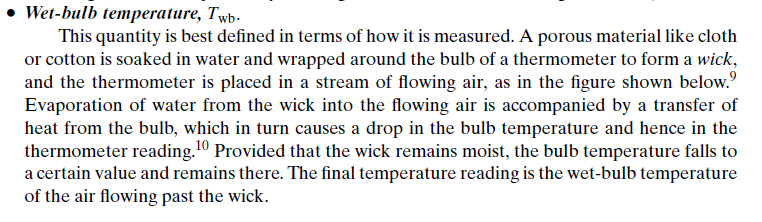 • Wet-bulb temperature, Twb.
This quantity is best defined in terms of how it is measured. A porous material like cloth
or cotton is soaked in water and wrapped around the bulb of a thermometer to form a wick,
and the thermometer is placed in a stream of flowing air, as in the figure shown below.9
Evaporation of water from the wick into the flowing air is accompanied by a transfer of
heat from the bulb, which in turn causes a drop in the bulb temperature and hence in the
thermometer reading.10 Provided that the wick remains moist, the bulb temperature falls to
a certain value and remains there. The final temperature reading is the wet-bulb temperature
of the air flowing past the wick.